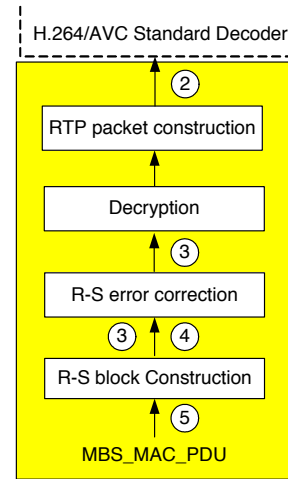 H.264/AVC Standard Decoder
2
RTP packet construction
Decryption
3
R-S error correction
3 4
R-S block Construction
5
MBS_MAC_PDU